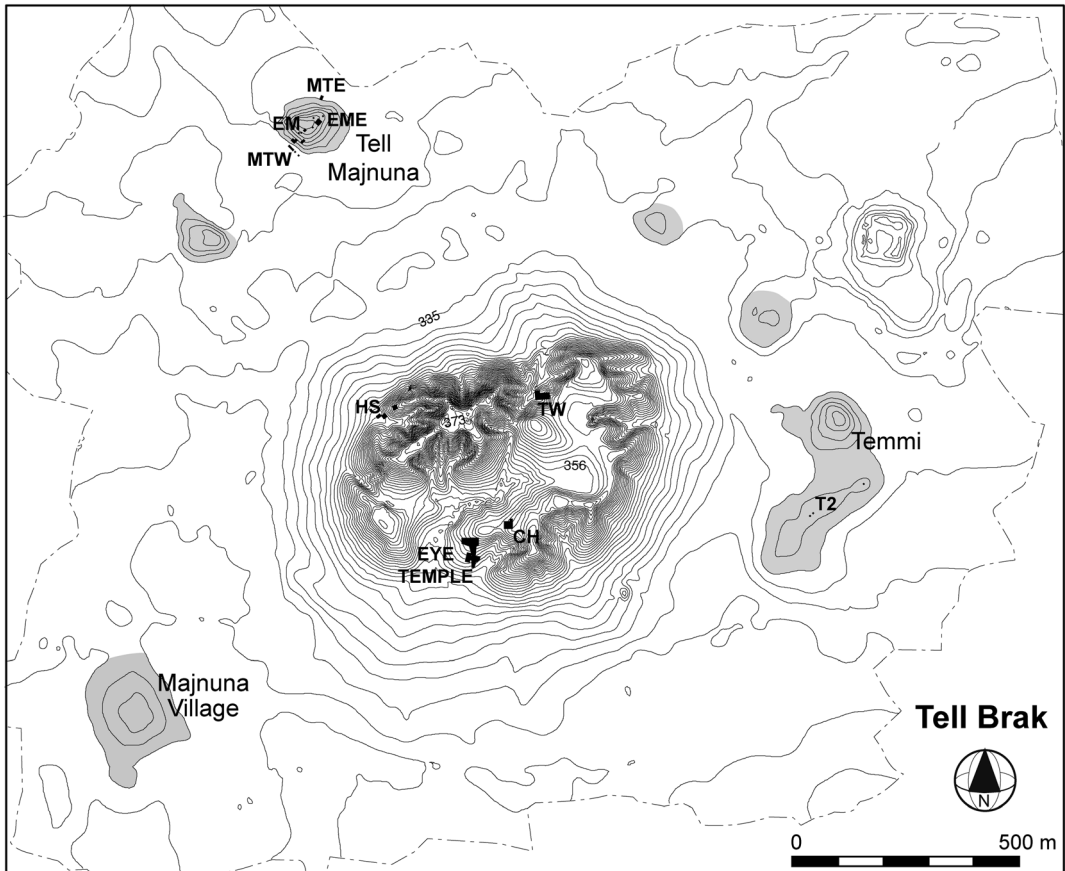 MTE
EM
EME
MTW
Tell
Majnuna
335
HS
373
TW
356
Temmi
T2
CH
EYE
TEMPLE
Majnuna
Village
Tell Brak
N
0 500 m